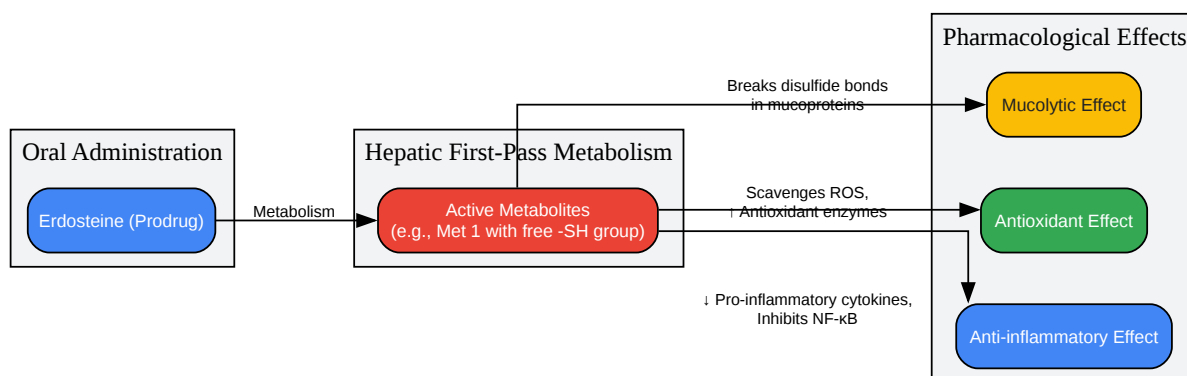 Oral Administration
Erdosteine (Prodrug)
Metabolism
Hepatic First-Pass Metabolism
Active Metabolites
(e.g., Met 1 with free -SH group)
Breaks disulfide bonds
in mucoproteins
Scavenges ROS,
↑ Antioxidant enzymes
↓ Pro-inflammatory cytokines,
Inhibits NF-κB
Pharmacological Effects
Mucolytic Effect
Antioxidant Effect
Anti-inflammatory Effect